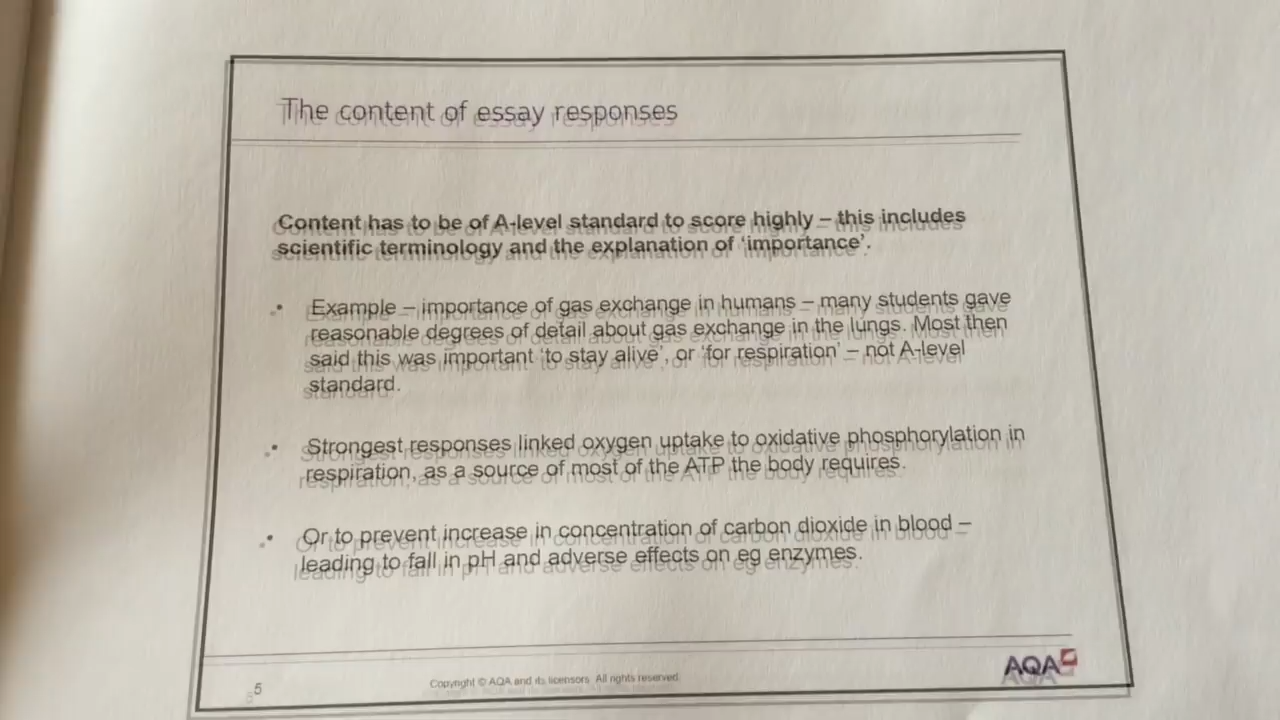 The content of essay responses
Content has to be of A-level standard to score highly – this includes
scientific terminology and the explanation of ‘importance’.
• Example – importance of gas exchange in humans – many students gave
reasonable degrees of detail about gas exchange in the lungs. Most then
said this was important ‘to stay alive’, or ‘for respiration’ – not A-level
standard.
• Strongest responses linked oxygen uptake to oxidative phosphorylation in
respiration, as a source of most of the ATP the body requires.
• Or to prevent increase in concentration of carbon dioxide in blood –
leading to fall in pH and adverse effects on eg enzymes.
5
Copyright © AQA and its licensors. All rights reserved.
AQA